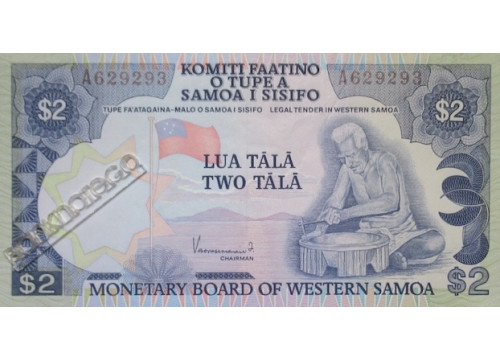 A629293
KOMITI FAATINO
O TUPE A
SAMOA I SISIFO
A629293
$2
TUPE FA'ATAGAINA-MALO O SAMOA I SISIFO
LEGAL TENDER IN WESTERN SAMOA
$2
LUA TĀLĀ
TWO TĀLĀ
CHAIRMAN
$2
MONETARY BOARD OF WESTERN SAMOA
$2